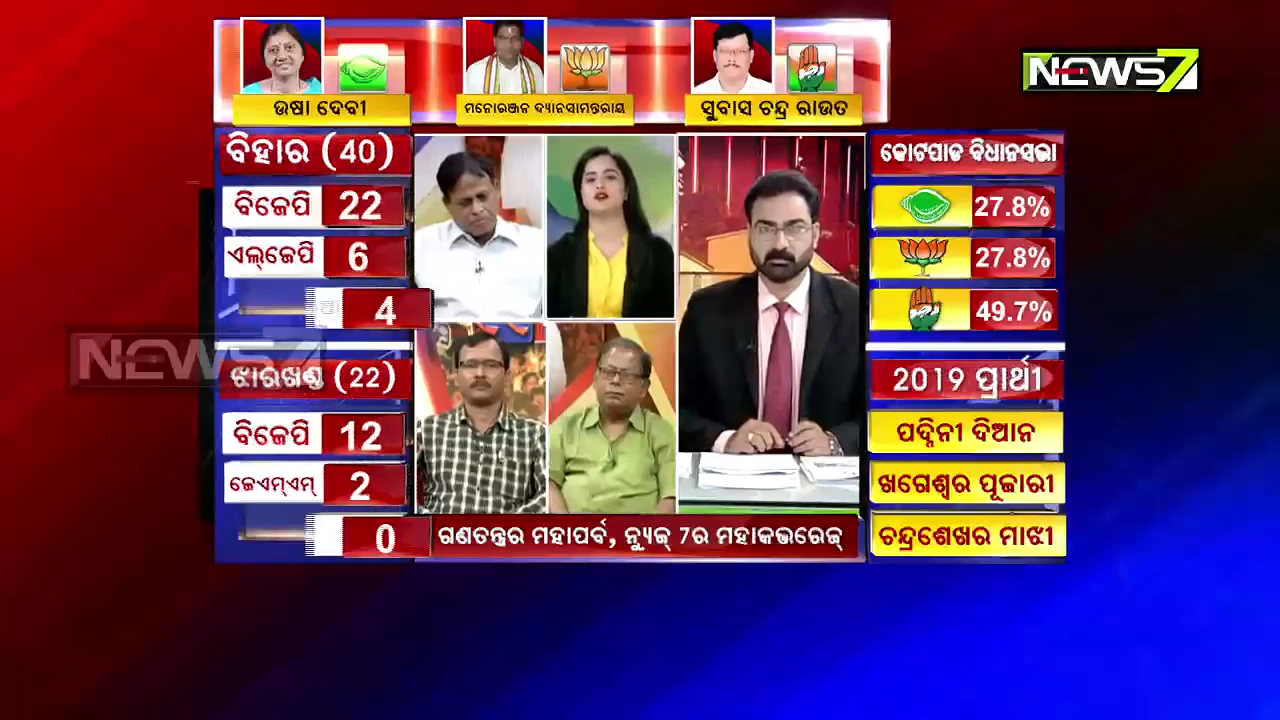 NEWS7
ଉଷା ଦେବୀ
ମନୋରଞ୍ଜନ ଦ୍ୟାନସାମନ୍ତରାୟ
ସୁବାସ ଚନ୍ଦ୍ର ରାଉତ
ବିହାର (40)
ବିଜେପି 22
ଏଲ୍‌ଜେପି 6
4
NEWS7
ଝାରଖଣ୍ଡ (22)
ବିଜେପି 12
ଜେଏମ୍ଏମ୍ 2
0
ଗଣତନ୍ତ୍ରର ମହାପର୍ବ, ନ୍ୟୁଜ୍ 7ର ମହାକଭରେଜ୍
କୋଟପାଡ ବିଧାନସଭା
27.8%
27.8%
49.7%
2019 ପ୍ରାର୍ଥୀ
ପଦ୍ମିନୀ ଦିଆନ
ଖଗେଶ୍ୱର ପୂଜାରୀ
ଚନ୍ଦ୍ରଶେଖର ମାଝୀ